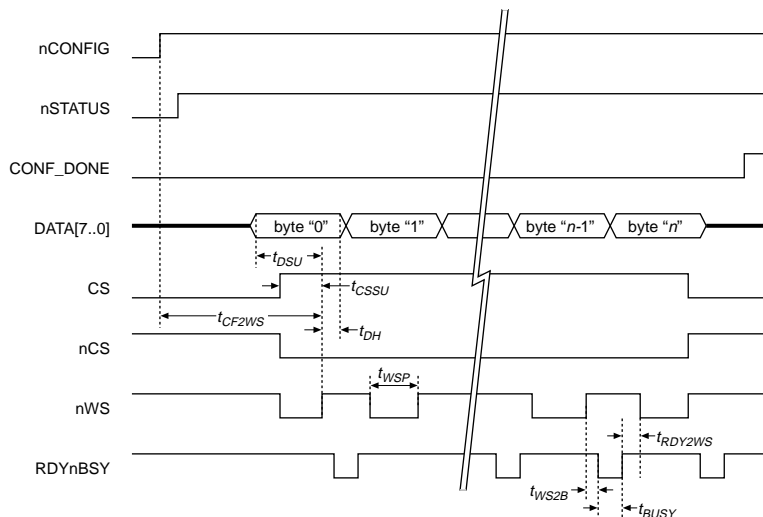 nCONFIG
nSTATUS
CONF_DONE
DATA[7..0]
byte “0”
byte “1”
byte “n-1”
byte “n”
tDSU
CS
tCSSU
tCF2WS
tDH
nCS
tWSP
nWS
tRDY2WS
RDYnBSY
tWS2B
tBUSY